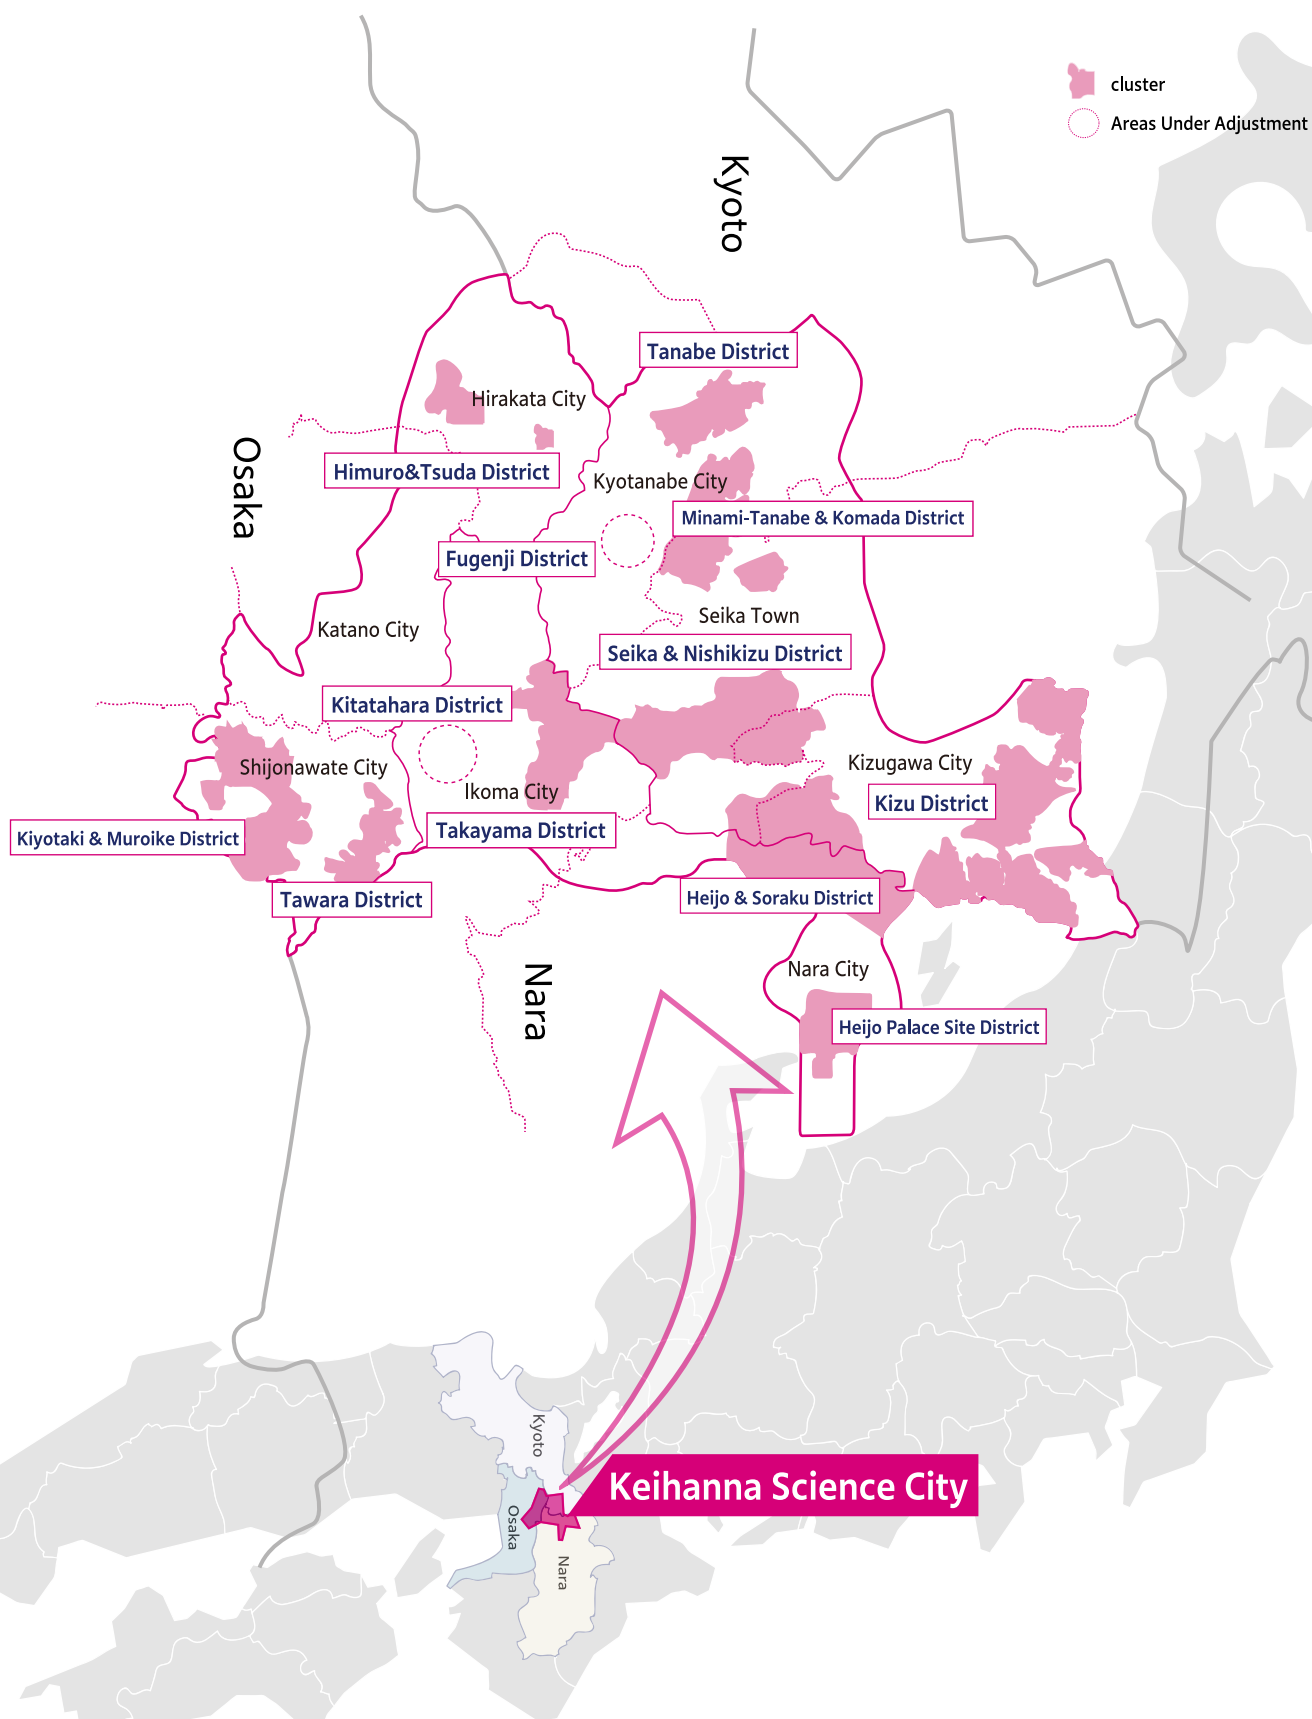 cluster
Areas Under Adjustment
Kyoto
Tanabe District
Hirakata City
Osaka
Himuro&Tsuda District
Kyotanabe City
Minami-Tanabe & Komada District
Fugenji District
Seika Town
Katano City
Seika & Nishikizu District
Kitatahara District
Shijonawate City
Kizugawa City
Ikoma City
Kizu District
Kiyotaki & Muroike District
Takayama District
Tawara District
Heijo & Soraku District
Nara
Nara City
Heijo Palace Site District
Kyoto
Keihanna Science City
Osaka
Nara